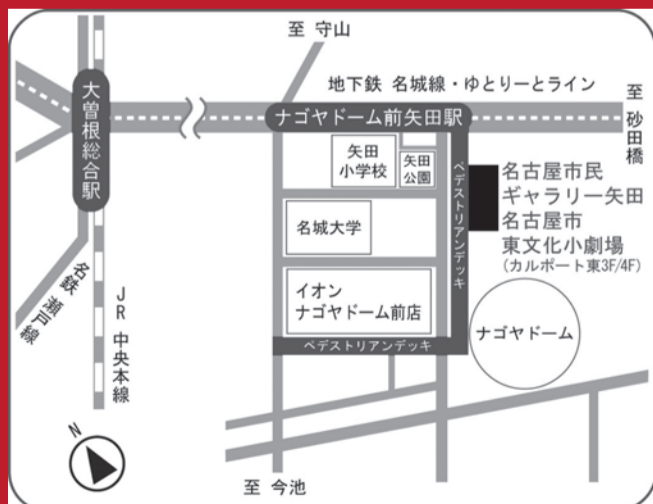 至 守山
地下鉄 名城線・ゆとりーとライン
至 砂田橋
大曽根総合駅
ナゴヤドーム前矢田駅
矢田
小学校
矢田
公園
ペデストリアンデッキ
名古屋市民
ギャラリー矢田
名古屋市
東文化小劇場
(カルポート東3F/4F)
名城大学
イオン
ナゴヤドーム前店
ナゴヤドーム
ペデストリアンデッキ
名鉄 瀬戸線
JR 中央本線
N
至 今池